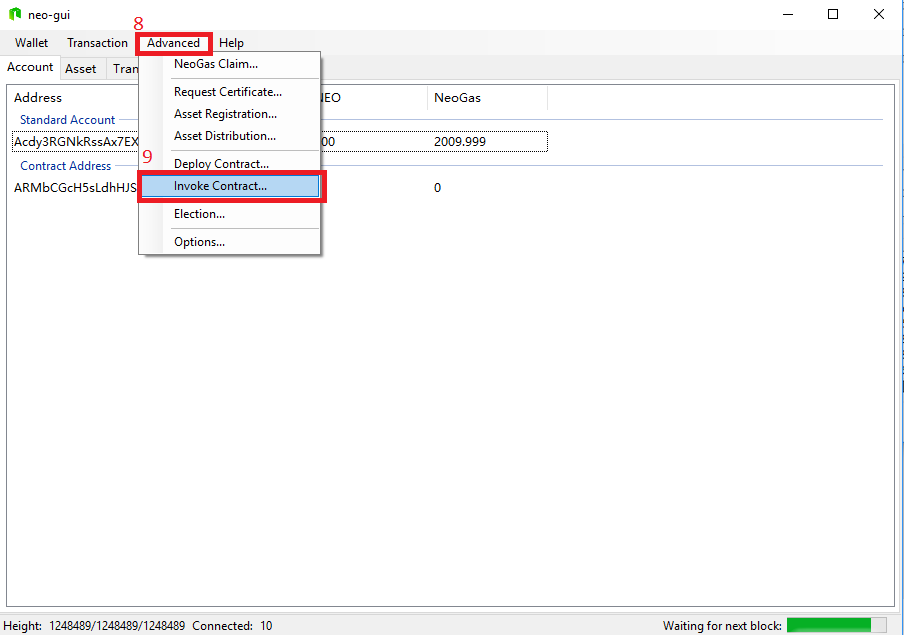 neo-gui
8
Wallet Transaction Advanced Help
Account Asset Tran
NeoGas Claim...
Request Certificate...
Asset Registration...
Asset Distribution...
9
Deploy Contract...
Invoke Contract...
Election...
Options...
Address NEO NeoGas
Standard Account
Acdy3RGNkRssAx7EX 00 2009.999
Contract Address
ARMbCGcH5sLdhHJS 0
Height: 1248489/1248489/1248489 Connected: 10 Waiting for next block: